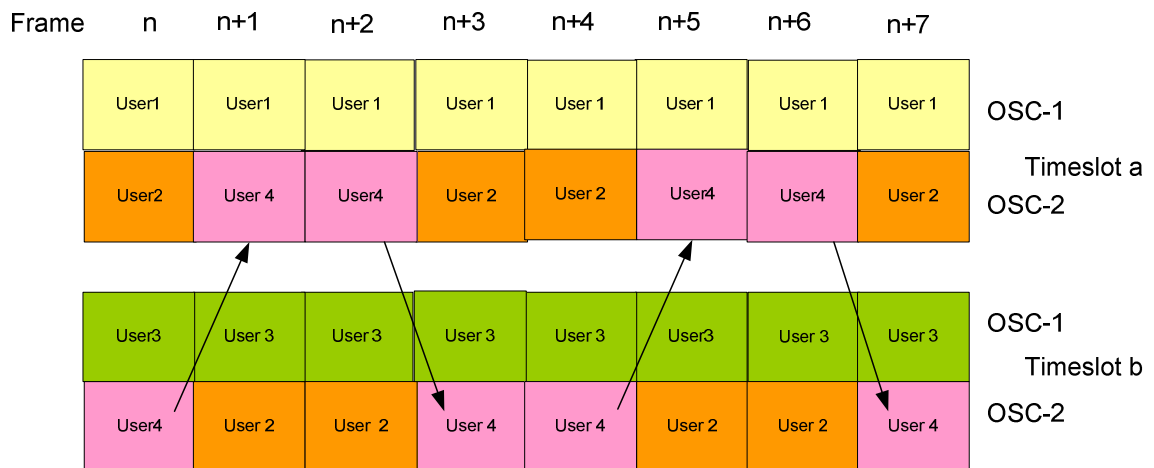 Frame n n+1 n+2 n+3 n+4 n+5 n+6 n+7
User1 User1 User 1 User 1 User 1 User 1 User 1 User 1 OSC-1
Timeslot a
User2 User 4 User4 User 2 User 2 User4 User4 User 2 OSC-2
User3 User 3 User 3 User 3 User 3 User3 User 3 User 3 OSC-1
Timeslot b
User4 User 2 User 2 User 4 User 4 User 2 User 2 User 4 OSC-2